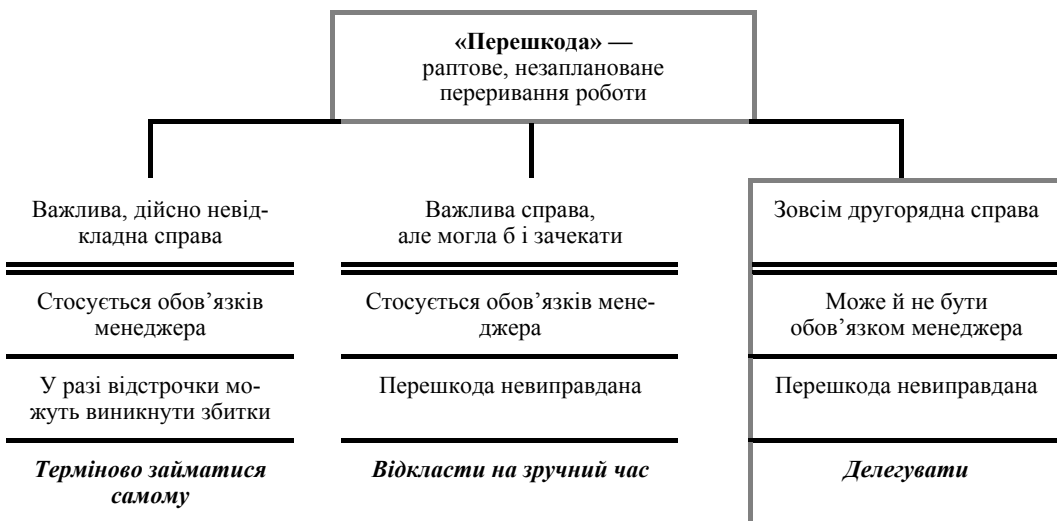 «Перешкода» —
раптове, незаплановане
переривання роботи
Важлива, дійсно невід-
кладна справа
Стосується обов’язків
менеджера
У разі відстрочки мо-
жуть виникнути збитки
Терміново займатися
самому
Важлива справа,
але могла б і зачекати
Стосується обов’язків мене-
джера
Перешкода невиправдана
Відкласти на зручний час
Зовсім другорядна справа
Може й не бути
обов’язком менеджера
Перешкода невиправдана
Делегувати